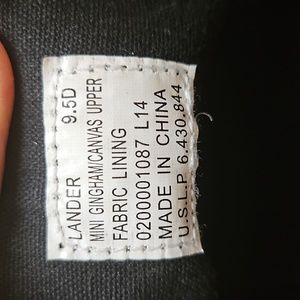 LANDER 9.5D
MINI GINGHAM/CANVAS UPPER
FABRIC LINING
0200001087 L14
MADE IN CHINA
U.S.L.P 6.430.844